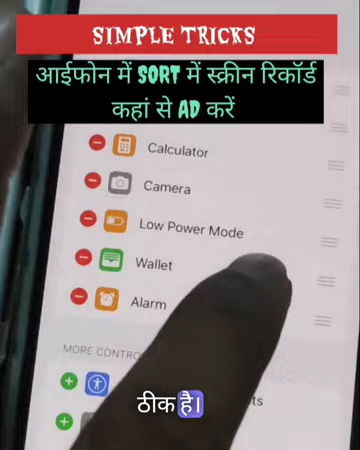 SIMPLE TRICKS
आईफोन में SORT में स्क्रीन रिकॉर्ड
कहां से AD करें
Calculator
Camera
Low Power Mode
Wallet
Alarm
MORE CONTRO
ts
ठीक है।